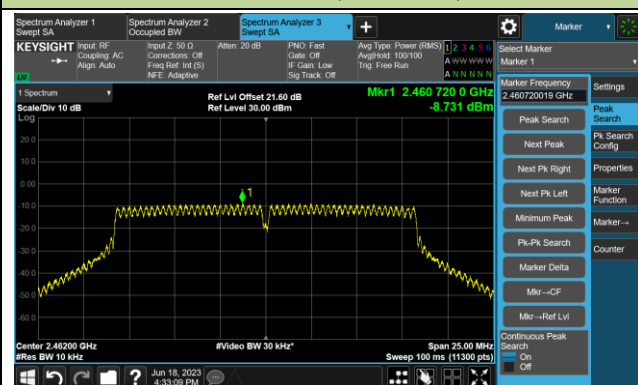 Spectrum Analyzer 1
Swept SA
Spectrum Analyzer 2
Occupied BW
Spectrum Analyzer 3
Swept SA
Marker
KEYSIGHT
Input: RF
Coupling: AC
Align: Auto
Input Z: 50 Ω
Corrections: Off
Freq Ref: Int (S)
NFE: Adaptive
Atten: 20 dB
PNO: Fast
Gate: Off
IF Gain: Low
Sig Track: Off
Avg Type: Power (RMS)
Avg|Hold: 100/100
Trig: Free Run
1 2 3 4 5 6
A W W W W W
A N N N N N
Select Marker
Marker 1
1 Spectrum
Scale/Div 10 dB
Log
Ref Lvl Offset 21.60 dB
Ref Level 30.00 dBm
Mkr1 2.460 720 0 GHz
-8.731 dBm
20.0
10.0
0.00
-10.0
-20.0
-30.0
-40.0
-50.0
-60.0
1
Center 2.46200 GHz
#Res BW 10 kHz
#Video BW 30 kHz*
Span 25.00 MHz
Sweep 100 ms (11300 pts)
Marker Frequency
2.460720019 GHz
Peak Search
Next Peak
Next Pk Right
Next Pk Left
Minimum Peak
Pk-Pk Search
Marker Delta
Mkr→CF
Mkr→Ref Lvl
Continuous Peak
Search
On
Off
Settings
Peak
Search
Pk Search
Config
Properties
Marker
Function
Marker→
Counter
Jun 18, 2023
4:33:09 PM